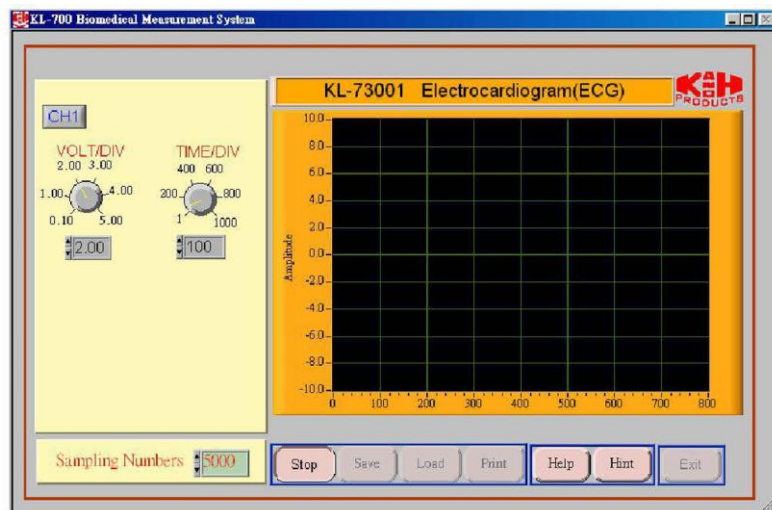 KL-700 Biomedical Measurement System
KL-73001 Electrocardiogram(ECG)
K AND H
PRODUCTS
CH1
VOLT/DIV
2.00 3.00
1.00 4.00
0.10 5.00
2.00
TIME/DIV
400 600
200 800
1 1000
100
Amplitude
10.0
8.0
6.0
4.0
2.0
0.0
-2.0
-4.0
-6.0
-8.0
-10.0
0 100 200 300 400 500 600 700 800
Sampling Numbers 5000
Stop Save Load Print Help Hint Exit